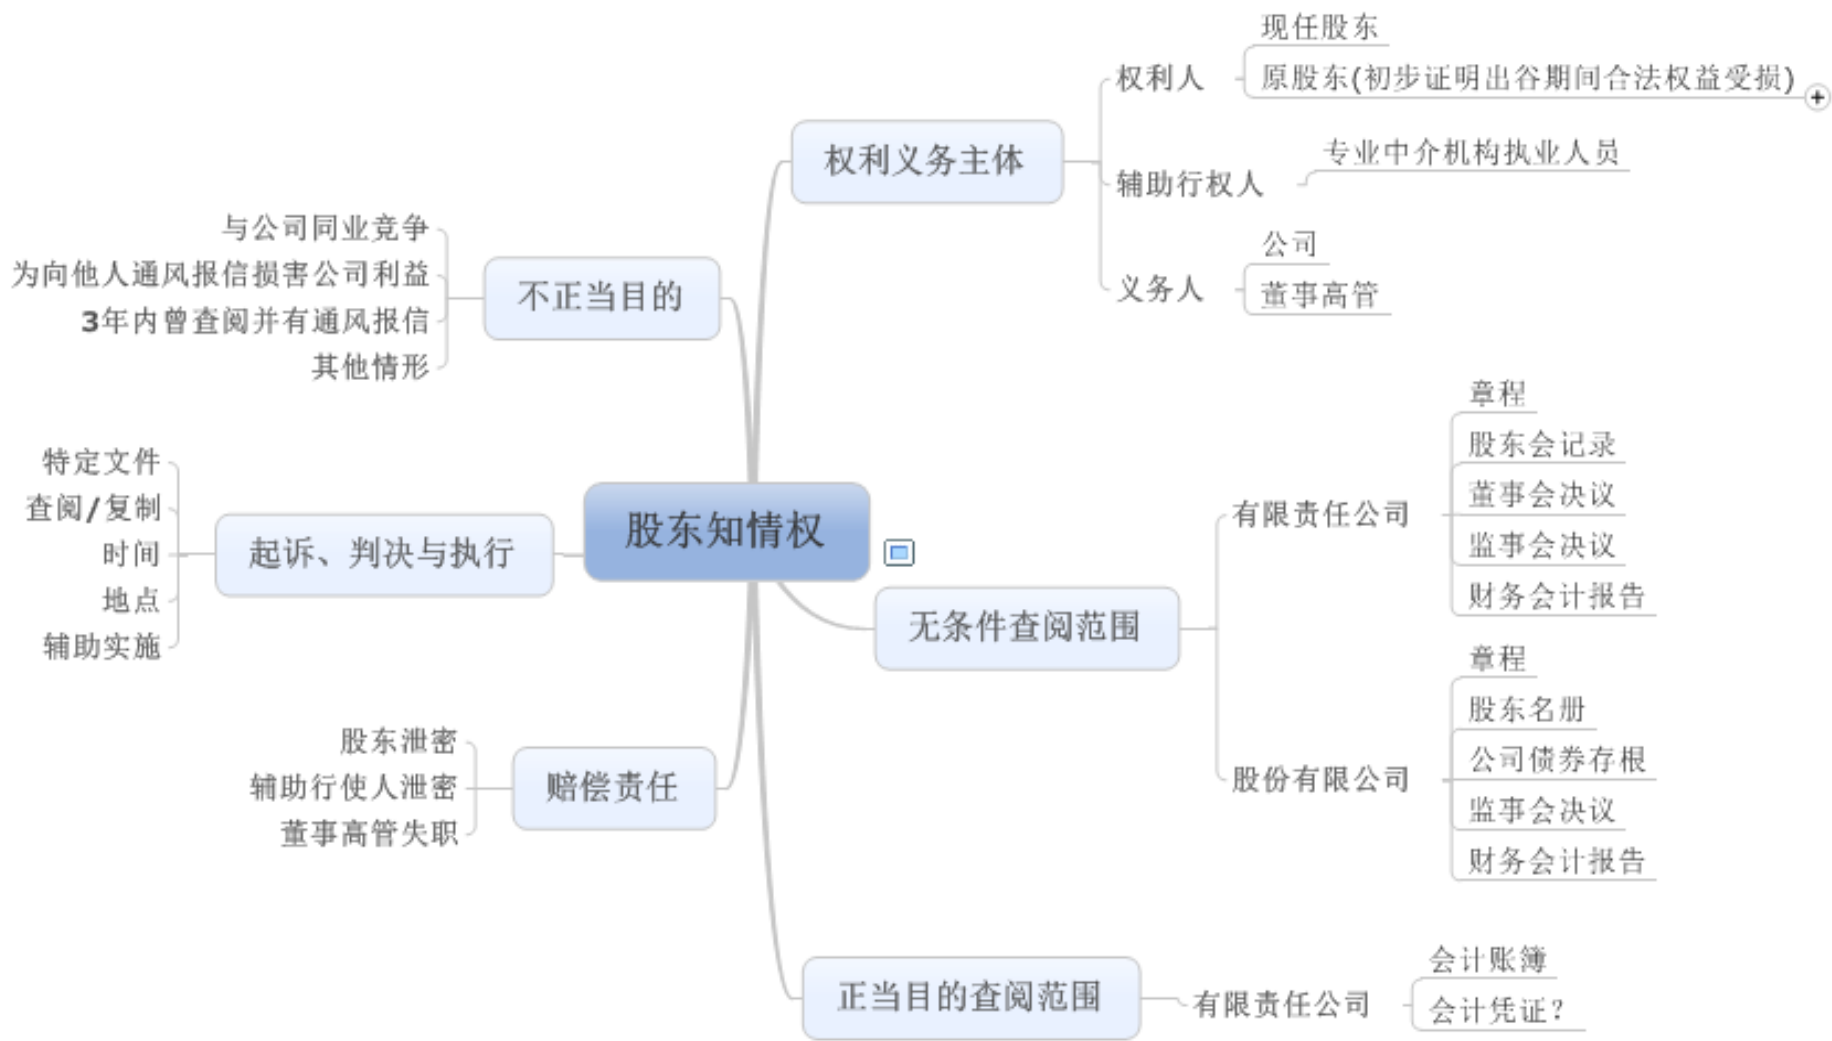 股东知情权
权利义务主体
权利人
现任股东
原股东(初步证明出谷期间合法权益受损)
辅助行权人
专业中介机构执业人员
义务人
公司
董事高管
无条件查阅范围
有限责任公司
章程
股东会记录
董事会决议
监事会决议
财务会计报告
股份有限公司
章程
股东名册
公司债券存根
监事会决议
财务会计报告
正当目的查阅范围
有限责任公司
会计账簿
会计凭证?
不正当目的
与公司同业竞争
为向他人通风报信损害公司利益
3年内曾查阅并有通风报信
其他情形
起诉、判决与执行
特定文件
查阅/复制
时间
地点
辅助实施
赔偿责任
股东泄密
辅助行使人泄密
董事高管失职